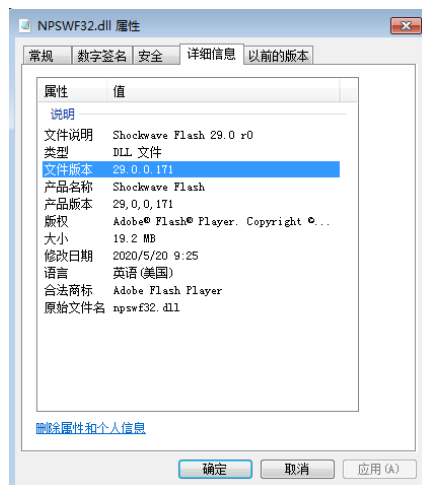 NPSWF32.dll 属性
常规 数字签名 安全 详细信息 以前的版本
属性 值
说明
文件说明 Shockwave Flash 29.0 r0
类型 DLL 文件
文件版本 29.0.0.171
产品名称 Shockwave Flash
产品版本 29,0,0,171
版权 Adobe® Flash® Player. Copyright ©...
大小 19.2 MB
修改日期 2020/5/20 9:25
语言 英语(美国)
合法商标 Adobe Flash Player
原始文件名 npswf32.dll
删除属性和个人信息
确定 取消 应用(A)